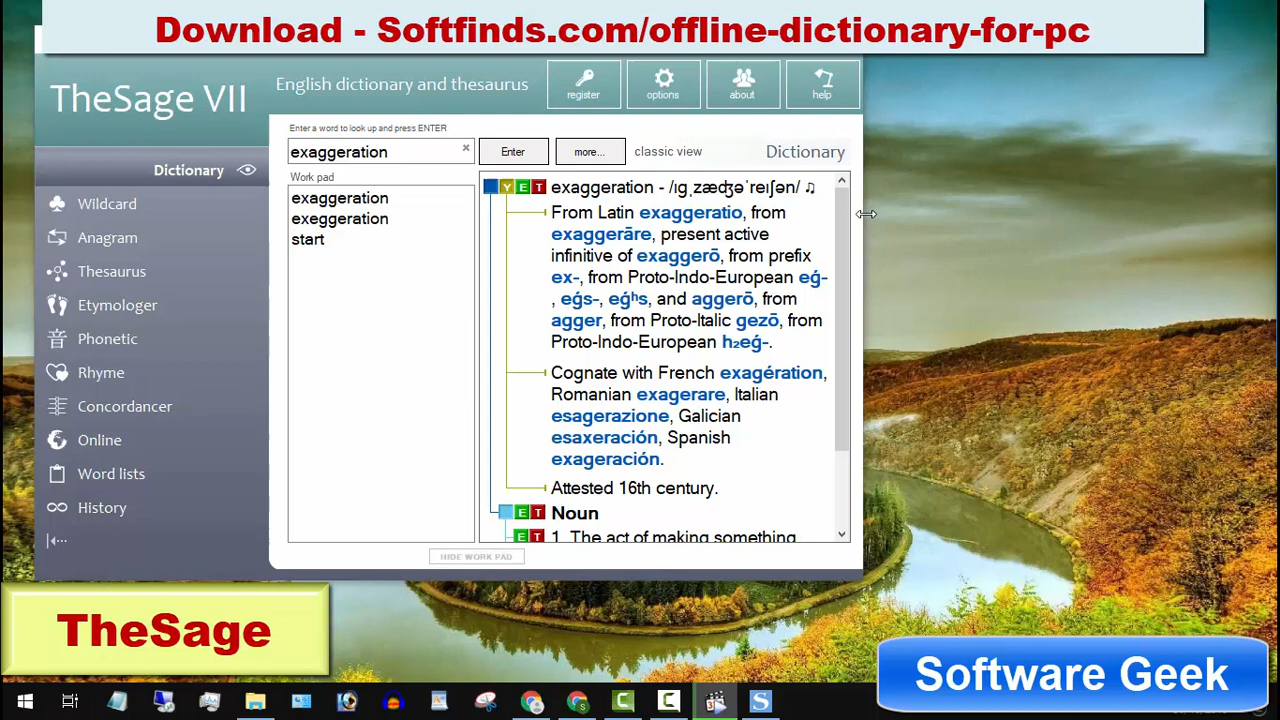 Download - Softfinds.com/offline-dictionary-for-pc
TheSage VII
English dictionary and thesaurus
register
options
about
help
Enter a word to look up and press ENTER
exaggeration
Enter
more...
classic view
Dictionary
Dictionary
Wildcard
Anagram
Thesaurus
Etymologer
Phonetic
Rhyme
Concordancer
Online
Word lists
History
Work pad
exaggeration
exeggeration
start
Y E T exaggeration - /ɪɡˌzædʒəˈreɪʃən/ ♫
From Latin exaggeratio, from
exaggerāre, present active
infinitive of exaggerō, from prefix
ex-, from Proto-Indo-European eǵ-
, eǵs-, eǵʰs, and aggerō, from
agger, from Proto-Italic gezō, from
Proto-Indo-European h₂eǵ-.
Cognate with French exagération,
Romanian exagerare, Italian
esagerazione, Galician
esaxeración, Spanish
exageración.
Attested 16th century.
E T Noun
E T 1. The act of making something
HIDE WORK PAD
TheSage
Software Geek